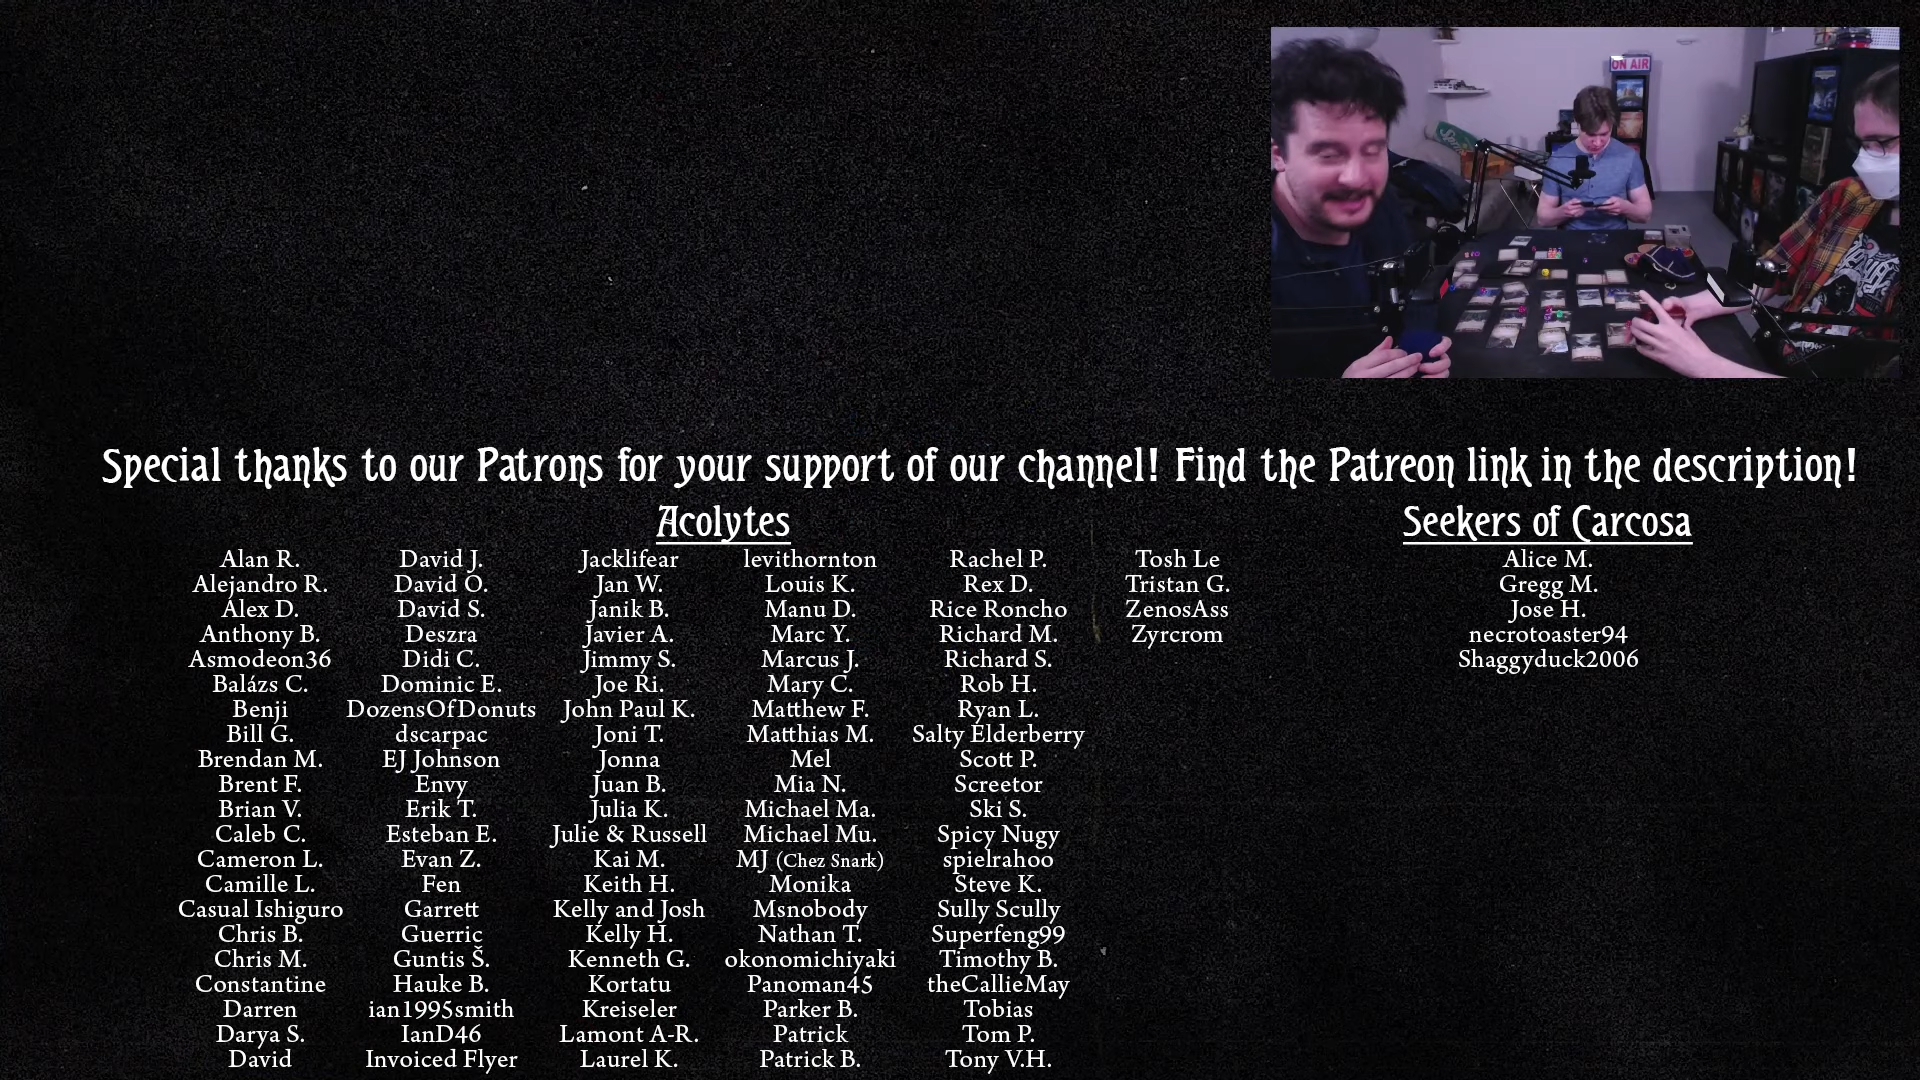 ON AIR
Special thanks to our Patrons for your support of our channel! Find the Patreon link in the description!
Acolytes
Alan R.
Alejandro R.
Alex D.
Anthony B.
Asmodeon36
Balázs C.
Benji
Bill G.
Brendan M.
Brent F.
Brian V.
Caleb C.
Cameron L.
Camille L.
Casual Ishiguro
Chris B.
Chris M.
Constantine
Darren
Darya S.
David
David J.
David O.
David S.
Deszra
Didi C.
Dominic E.
DozensOfDonuts
dscarpac
EJ Johnson
Envy
Erik T.
Esteban E.
Evan Z.
Fen
Garrett
Guerric
Guntis Š.
Hauke B.
ian1995smith
IanD46
Invoiced Flyer
Jacklifear
Jan W.
Janik B.
Javier A.
Jimmy S.
Joe Ri.
John Paul K.
Joni T.
Jonna
Juan B.
Julia K.
Julie & Russell
Kai M.
Keith H.
Kelly and Josh
Kelly H.
Kenneth G.
Kortatu
Kreiseler
Lamont A-R.
Laurel K.
levithornton
Louis K.
Manu D.
Marc Y.
Marcus J.
Mary C.
Matthew F.
Matthias M.
Mel
Mia N.
Michael Ma.
Michael Mu.
MJ (Chez Snark)
Monika
Msnobody
Nathan T.
okonomichiyaki
Panoman45
Parker B.
Patrick
Patrick B.
Rachel P.
Rex D.
Rice Roncho
Richard M.
Richard S.
Rob H.
Ryan L.
Salty Elderberry
Scott P.
Screetor
Ski S.
Spicy Nugy
spielrahoo
Steve K.
Sully Scully
Superfeng99
Timothy B.
theCallieMay
Tobias
Tom P.
Tony V.H.
Tosh Le
Tristan G.
ZenosAss
Zyrcrom
Seekers of Carcosa
Alice M.
Gregg M.
Jose H.
necrotoaster94
Shaggyduck2006